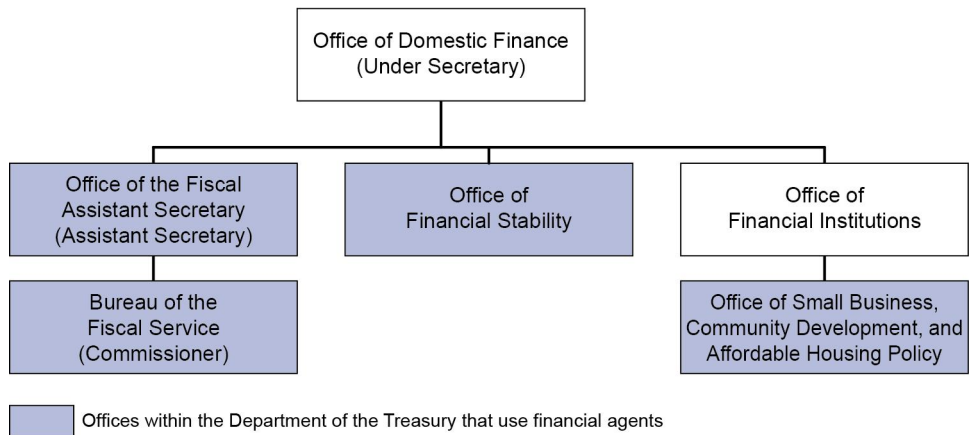 Office of Domestic Finance
(Under Secretary)
Office of the Fiscal
Assistant Secretary
(Assistant Secretary)
Office of
Financial Stability
Office of
Financial Institutions
Bureau of the
Fiscal Service
(Commissioner)
Office of Small Business,
Community Development, and
Affordable Housing Policy
Offices within the Department of the Treasury that use financial agents